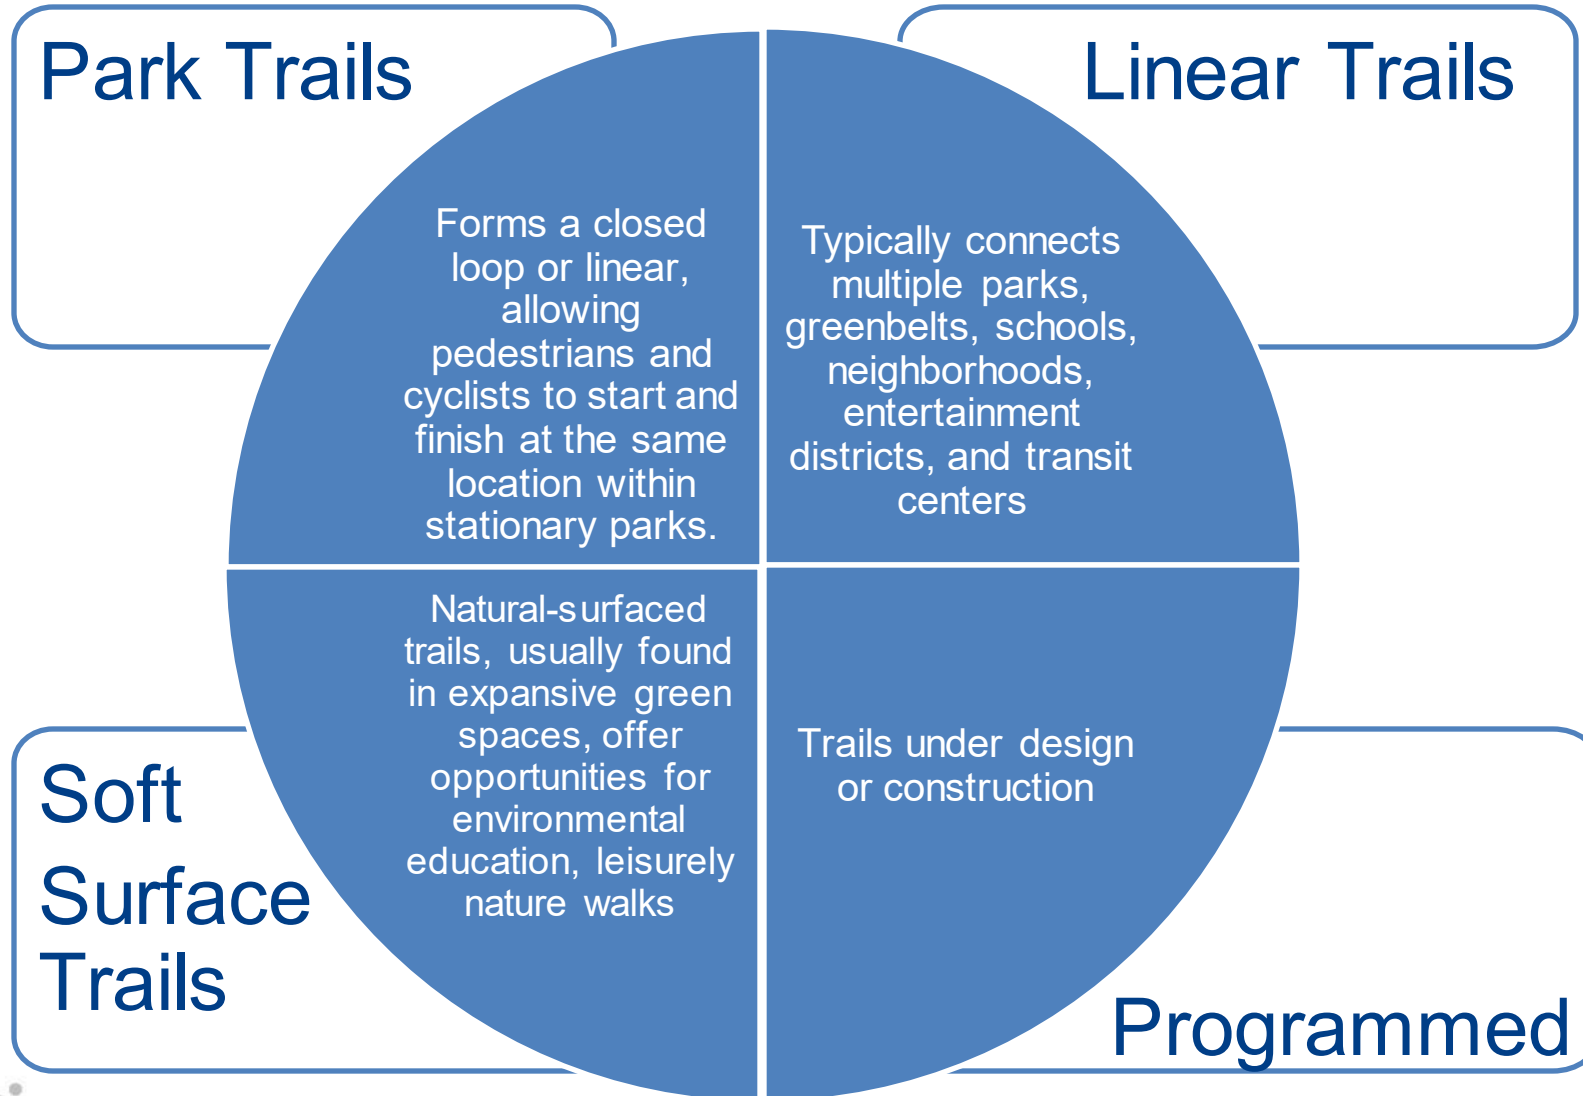 Park Trails
Forms a closed
loop or linear,
allowing
pedestrians and
cyclists to start and
finish at the same
location within
stationary parks.
Linear Trails
Typically connects
multiple parks,
greenbelts, schools,
neighborhoods,
entertainment
districts, and transit
centers
Soft
Surface
Trails
Natural-surfaced
trails, usually found
in expansive green
spaces, offer
opportunities for
environmental
education, leisurely
nature walks
Trails under design
or construction
Programmed